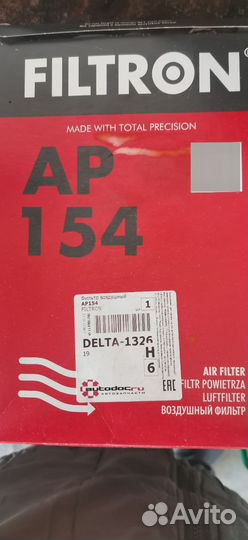 FILTRON
MADE WITH TOTAL PRECISION
AP
154
Фильтр воздушный
AP154
FILTRON
1
DELTA-1326
19
H
6
autodoc.ru
АВТОЗАПЧАСТИ
EAC
AIR FILTER
FILTR POWIETRZA
LUFTFILTER
ВОЗДУШНЫЙ ФИЛЬТР
Avito